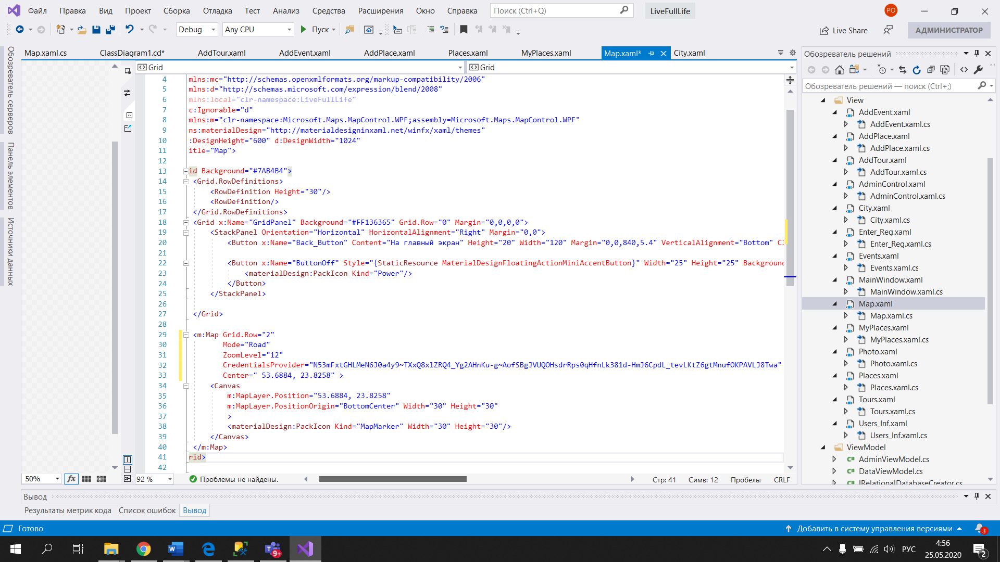 Файл Правка Вид Проект Сборка Отладка Тест Анализ Средства Расширения Окно Справка Поиск (Ctrl+Q) LiveFullLife PO
Debug Any CPU Пуск Live Share АДМИНИСТРАТОР
Map.xaml.cs ClassDiagram1.cd* AddTour.xaml AddEvent.xaml AddPlace.xaml Places.xaml MyPlaces.xaml Map.xaml* City.xaml
Обозреватель серверов
Панель элементов
Источники данных
Grid Grid
4 mlns:mc="http://schemas.openxmlformats.org/markup-compatibility/2006"
5 mlns:d="http://schemas.microsoft.com/expression/blend/2008"
6 mlns:local="clr-namespace:LiveFullLife"
7 c:Ignorable="d"
8 mlns:m="clr-namespace:Microsoft.Maps.MapControl.WPF;assembly=Microsoft.Maps.MapControl.WPF"
9 ns:materialDesign="http://materialdesigninxaml.net/winfx/xaml/themes"
10 :DesignHeight="600" d:DesignWidth="1024"
11 itle="Map">
12
13 id Background="#7AB4B4">
14 <Grid.RowDefinitions>
15 <RowDefinition Height="30"/>
16 <RowDefinition/>
17 </Grid.RowDefinitions>
18 <Grid x:Name="GridPanel" Background="#FF136365" Grid.Row="0" Margin="0,0,0,0">
19 <StackPanel Orientation="Horizontal" HorizontalAlignment="Right" Margin="0,0">
20 <Button x:Name="Back_Button" Content="На главный экран" Height="20" Width="120" Margin="0,0,840,5.4" VerticalAlignment="Bottom" Cl
21
22 <Button x:Name="ButtonOff" Style="{StaticResource MaterialDesignFloatingActionMiniAccentButton}" Width="25" Height="25" Background
23 <materialDesign:PackIcon Kind="Power"/>
24 </Button>
25 </StackPanel>
26
27 </Grid>
28
29 <m:Map Grid.Row="2"
30 Mode="Road"
31 ZoomLevel="12"
32 CredentialsProvider="N53mFxtGHLMeN6J0a4y9~TXxQ8xlZRQ4_Yg2AHnKu-g~AofSBgJVUQOHsdrRps0qHfnLk381d-HmJ6CpdL_tevLKtZ6gtMnufOKPAVLJ8Twa"
33 Center=" 53.6884, 23.8258" >
34 <Canvas
35 m:MapLayer.Position="53.6884, 23.8258"
36 m:MapLayer.PositionOrigin="BottomCenter" Width="30" Height="30"
37 >
38 <materialDesign:PackIcon Kind="MapMarker" Width="30" Height="30"/>
39 </Canvas>
40 </m:Map>
41 rid>
42
50% fx 92 % Проблемы не найдены. Стр: 41 Симв: 12 Пробелы CRLF
Обозреватель решений
Обозреватель решений — поиск (Ctrl+;)
View
AddEvent.xaml
AddEvent.xaml.cs
AddPlace.xaml
AddPlace.xaml.cs
AddTour.xaml
AddTour.xaml.cs
AdminControl.xaml
AdminControl.xaml.cs
City.xaml
City.xaml.cs
Enter_Reg.xaml
Enter_Reg.xaml.cs
Events.xaml
Events.xaml.cs
MainWindow.xaml
MainWindow.xaml.cs
Map.xaml
Map.xaml.cs
MyPlaces.xaml
MyPlaces.xaml.cs
Photo.xaml
Photo.xaml.cs
Places.xaml
Places.xaml.cs
Tours.xaml
Tours.xaml.cs
Users_Inf.xaml
Users_Inf.xaml.cs
ViewModel
C# AdminViewModel.cs
C# DataViewModel.cs
C# IRelationalDatabaseCreator.cs
Вывод
Результаты метрик кода Список ошибок Вывод
Готово Добавить в систему управления версиями 3
9+ РУС 4:56
25.05.2020 2